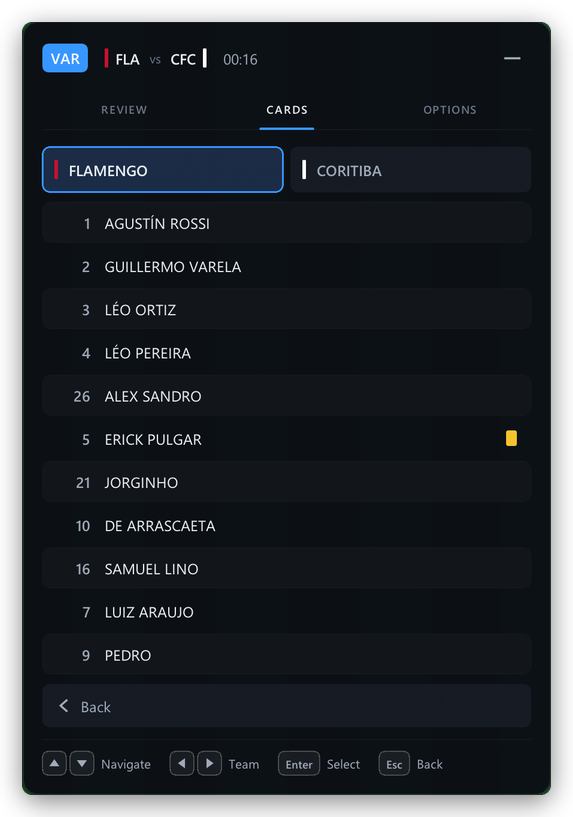 VAR FLA vs CFC 00:16
REVIEW CARDS OPTIONS
FLAMENGO CORITIBA
1 AGUSTÍN ROSSI
2 GUILLERMO VARELA
3 LÉO ORTIZ
4 LÉO PEREIRA
26 ALEX SANDRO
5 ERICK PULGAR
21 JORGINHO
10 DE ARRASCAETA
16 SAMUEL LINO
7 LUIZ ARAUJO
9 PEDRO
Back
Navigate Team Enter Select Esc Back